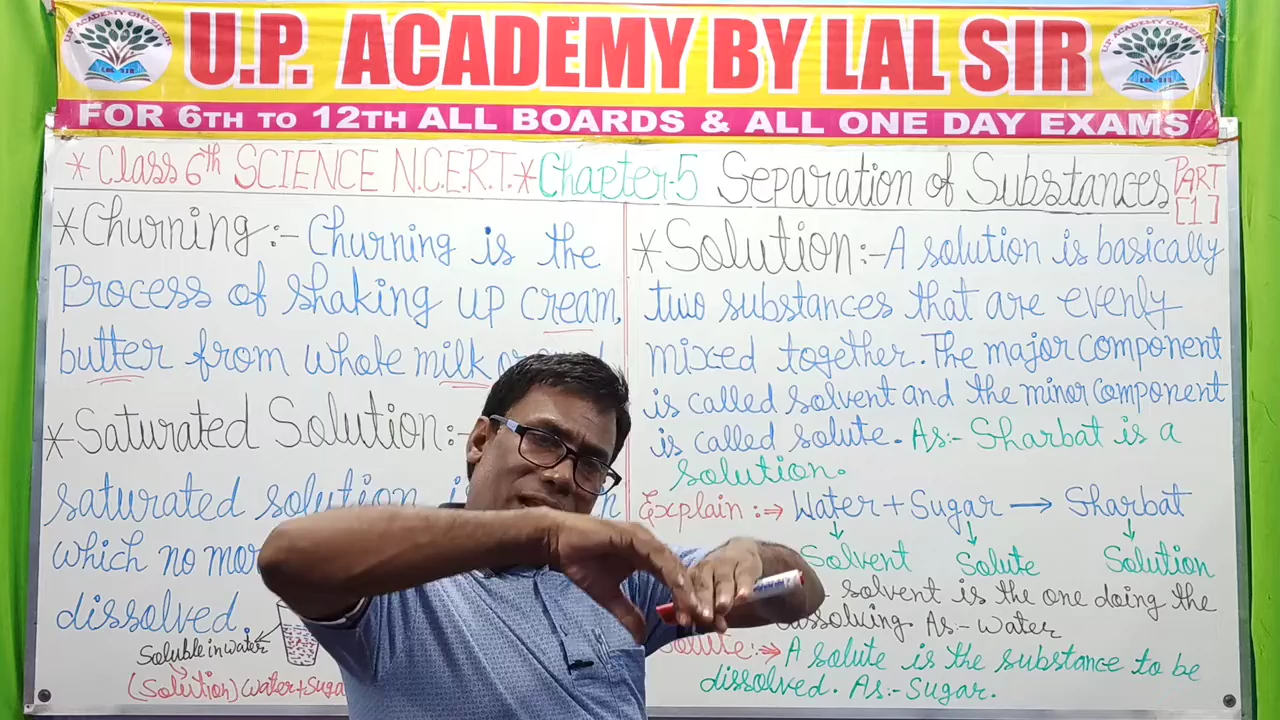 U.P. ACADEMY BY LAL SIR
FOR 6TH TO 12TH ALL BOARDS & ALL ONE DAY EXAMS
*Class 6th SCIENCE N.C.E.R.T.*Chapter-5 Separation of Substances
PART
[1]
*Churning:- Churning is the
Process of shaking up cream,
butter from whole milk
*Saturated Solution:-
saturated solution
which no mor
dissolved.
Soluble in water
(Solution) Water+Suga
*Solution:- A solution is basically
two substances that are evenly
mixed together. The major component
is called solvent and the minor component
is called solute. As:- Sharbat is a
solution.
Explain:⇒ Water + Sugar → Sharbat
↓ ↓ ↓
Solvent Solute Solution
solvent is the one doing the
As:- Water
Solute:⇒ A solute is the substance to be
dissolved. As:- Sugar.